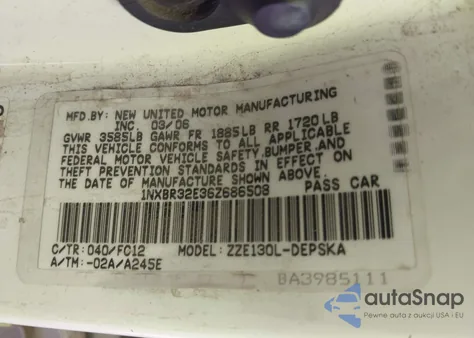 MFD.BY: NEW UNITED MOTOR MANUFACTURING
INC. 03/06
GVWR 3585LB GAWR FR 1885LB RR 1720LB
THIS VEHICLE CONFORMS TO ALL APPLICABLE
FEDERAL MOTOR VEHICLE SAFETY,BUMPER,AND
THEFT PREVENTION STANDARDS IN EFFECT ON
THE DATE OF MANUFACTURE SHOWN ABOVE.
1NXBR32E36Z686508 PASS CAR
C/TR: 040/FC12 MODEL: ZZE130L-DEPSKA
A/TM: -02A/A245E
BA3985111
autoSnap
Pewne auta z aukcji USA i EU